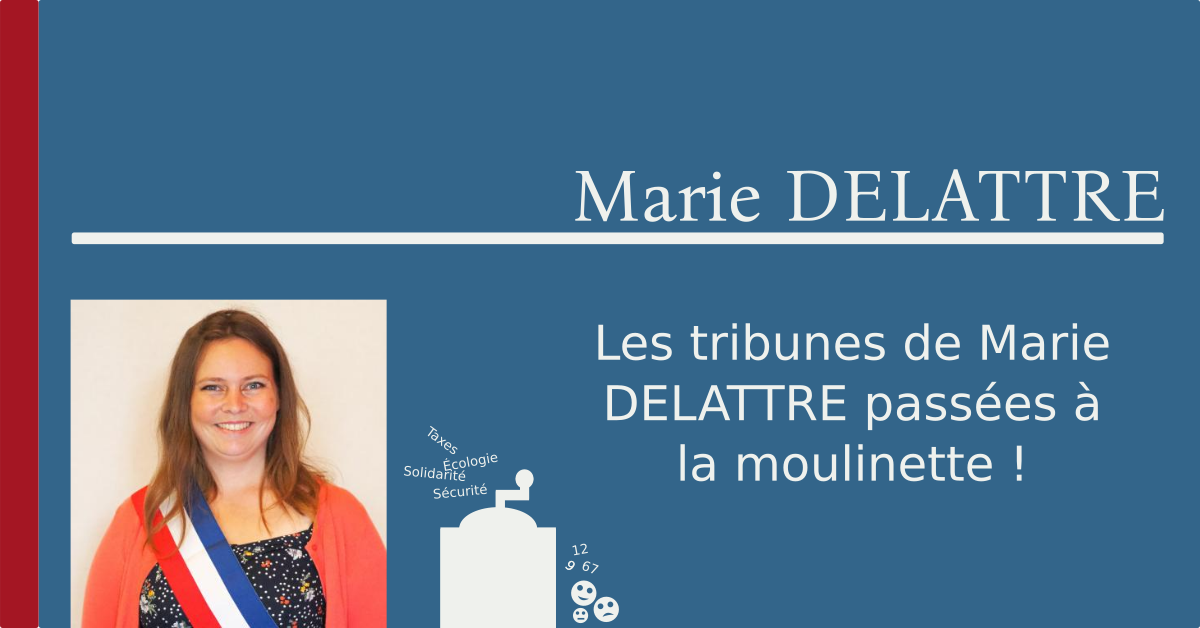 Marie DELATTRE
Les tribunes de Marie
DELATTRE passées à
la moulinette !
Taxes
Écologie
Solidarité
Sécurité
12
9 67